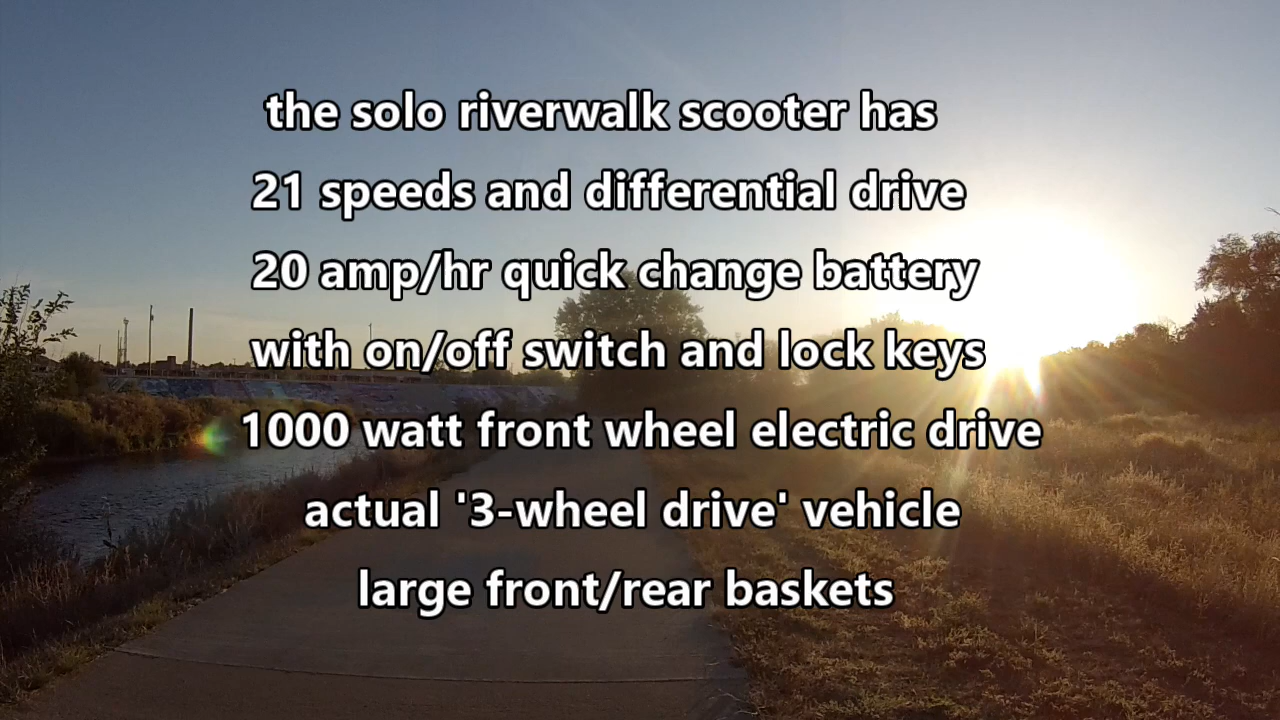 the solo riverwalk scooter has
21 speeds and differential drive
20 amp/hr quick change battery
with on/off switch and lock keys
1000 watt front wheel electric drive
actual '3-wheel drive' vehicle
large front/rear baskets